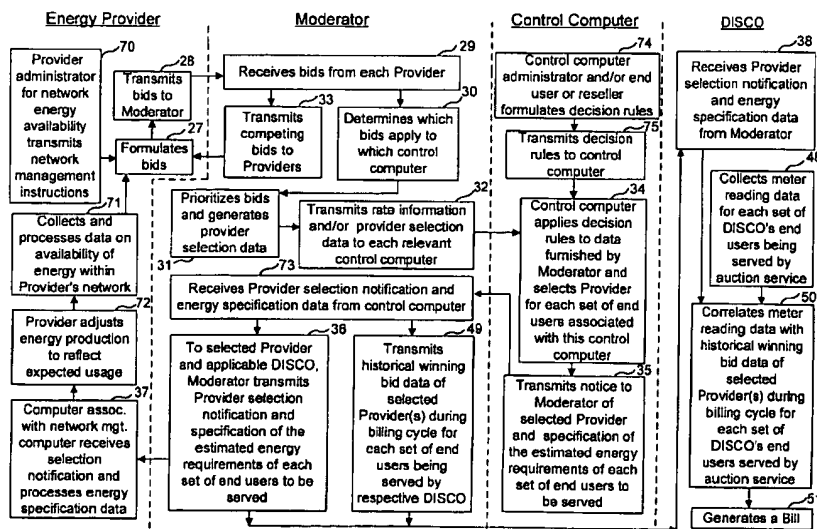 Energy Provider
Moderator
Control Computer
DISCO
70
Provider
administrator
for network
energy
availability
transmits
network
management
instructions
28
Transmits
bids to
Moderator
27
Formulates
bids
71
Collects and
processes data on
availability of
energy within
Provider's network
72
Provider adjusts
energy production
to reflect
expected usage
37
Computer assoc.
with network mgt.
computer receives
selection
notification and
processes energy
specification data
29
Receives bids from each Provider
33
Transmits
competing
bids to
Providers
30
Determines which
bids apply to
which control
computer
Prioritizes bids
and generates
provider
selection data
31
32
Transmits rate information
and/or provider selection
data to each relevant
control computer
73
Receives Provider selection notification and
energy specification data from control computer
36
To selected Provider
and applicable DISCO,
Moderator transmits
Provider selection
notification and
specification of the
estimated energy
requirements of each
set of end users to be
served
49
Transmits
historical winning
bid data of
selected
Provider(s) during
billing cycle for
each set of end
users being
served by
respective DISCO
74
Control computer
administrator and/or end
user or reseller
formulates decision rules
75
Transmits decision
rules to control
computer
34
Control computer
applies decision
rules to data
furnished by
Moderator and
selects Provider
for each set of end
users associated
with this control
computer
35
Transmits notice to
Moderator of
selected Provider
and specification of
the estimated energy
requirements of each
set of end users
to be served
38
Receives Provider
selection notification
and energy
specification data
from Moderator
48
Collects meter
reading data
for each set of
DISCO's end
users being
served by
auction service
50
Correlates meter
reading data with
historical winning
bid data of
selected
Provider(s) during
billing cycle for
each set of
DISCO's end
users served by
auction service
51
Generates a Bill